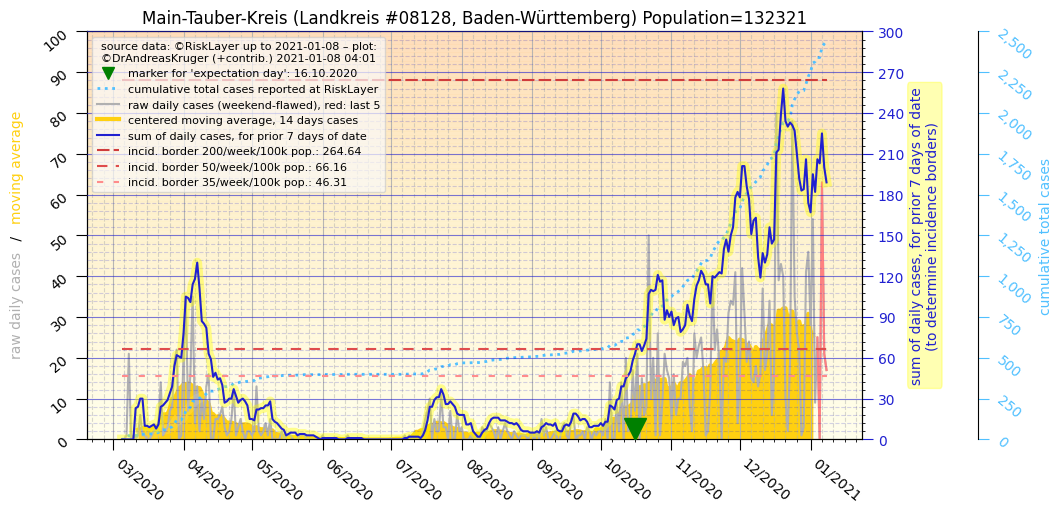 Main-Tauber-Kreis (Landkreis #08128, Baden-Württemberg) Population=132321
source data: ©RiskLayer up to 2021-01-08 – plot:
©DrAndreasKruger (+contrib.) 2021-01-08 04:01
marker for 'expectation day': 16.10.2020
cumulative total cases reported at RiskLayer
raw daily cases (weekend-flawed), red: last 5
centered moving average, 14 days cases
sum of daily cases, for prior 7 days of date
incid. border 200/week/100k pop.: 264.64
incid. border 50/week/100k pop.: 66.16
incid. border 35/week/100k pop.: 46.31
raw daily cases / moving average
100
90
80
70
60
50
40
30
20
10
0
03/2020
04/2020
05/2020
06/2020
07/2020
08/2020
09/2020
10/2020
11/2020
12/2020
01/2021
300
270
240
210
180
150
120
90
60
30
0
sum of daily cases, for prior 7 days of date
(to determine incidence borders)
2,500
2,250
2,000
1,750
1,500
1,250
1,000
750
500
250
0
cumulative total cases